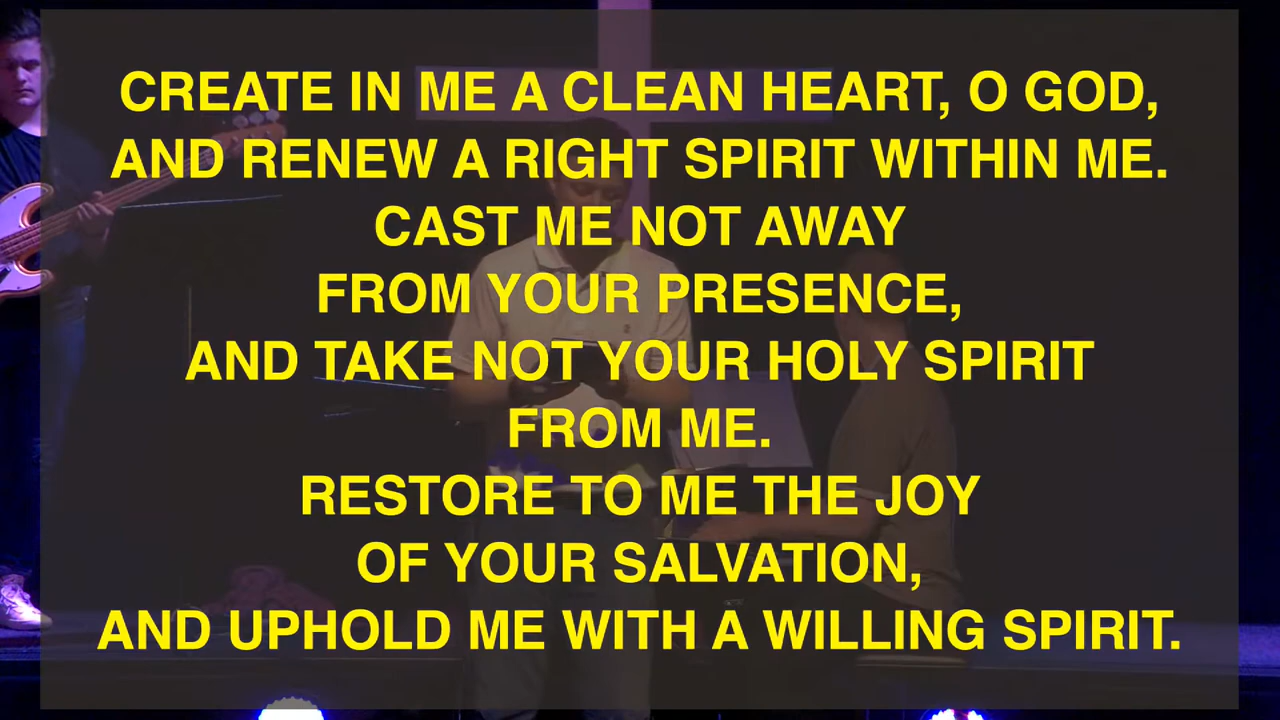 CREATE IN ME A CLEAN HEART, O GOD,
AND RENEW A RIGHT SPIRIT WITHIN ME.
CAST ME NOT AWAY
FROM YOUR PRESENCE,
AND TAKE NOT YOUR HOLY SPIRIT
FROM ME.
RESTORE TO ME THE JOY
OF YOUR SALVATION,
AND UPHOLD ME WITH A WILLING SPIRIT.